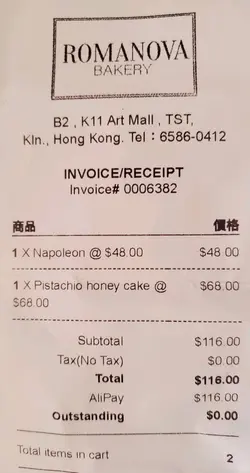 ROMANOVA
BAKERY
B2 , K11 Art Mall , TST,
Kln., Hong Kong. Tel：6586-0412
INVOICE/RECEIPT
Invoice# 0006382
商品 價格
1 X Napoleon @ $48.00 $48.00
1 X Pistachio honey cake @ $68.00
$68.00
Subtotal $116.00
Tax(No Tax) $0.00
Total $116.00
AliPay $116.00
Outstanding $0.00
Total items in cart 2